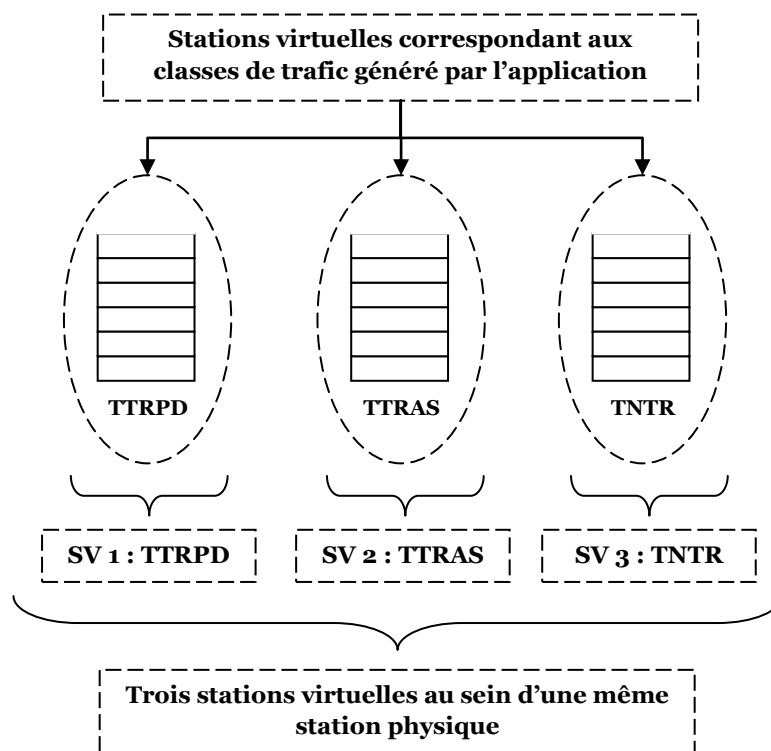 Stations virtuelles correspondant aux
classes de trafic généré par l’application
TTRPD
TTRAS
TNTR
SV 1 : TTRPD
SV 2 : TTRAS
SV 3 : TNTR
Trois stations virtuelles au sein d’une même
station physique